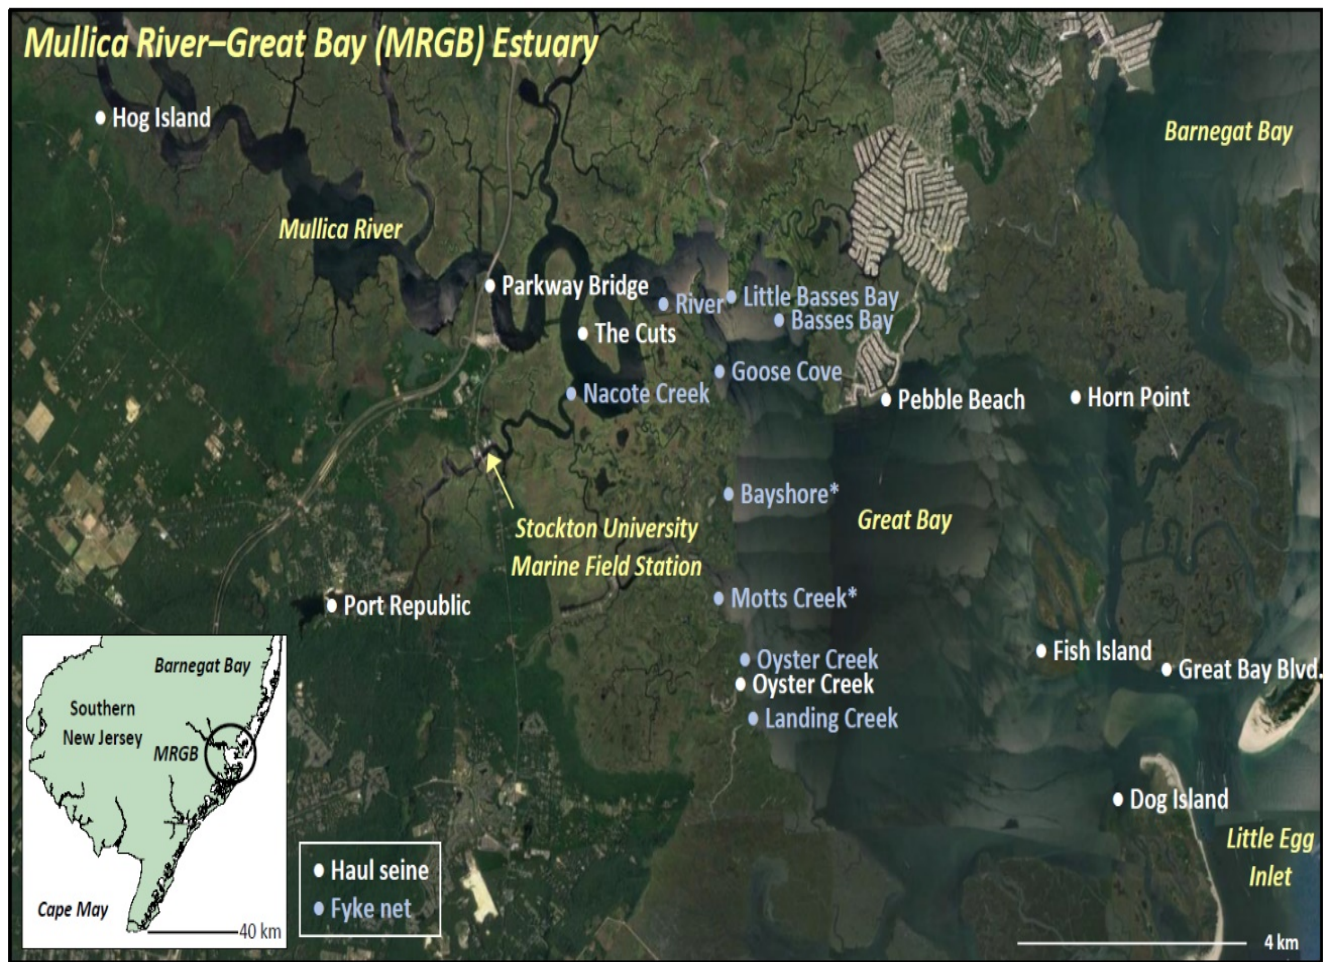 Mullica River–Great Bay (MRGB) Estuary
Barnegat Bay
Hog Island
Mullica River
Parkway Bridge
River
Little Basses Bay
Basses Bay
The Cuts
Goose Cove
Nacote Creek
Pebble Beach
Horn Point
Bayshore*
Great Bay
Stockton University
Marine Field Station
Motts Creek*
Port Republic
Oyster Creek
Fish Island
Great Bay Blvd.
Oyster Creek
Landing Creek
Dog Island
Little Egg
Inlet
Barnegat Bay
Southern
New Jersey
MRGB
Cape May
40 km
Haul seine
Fyke net
4 km